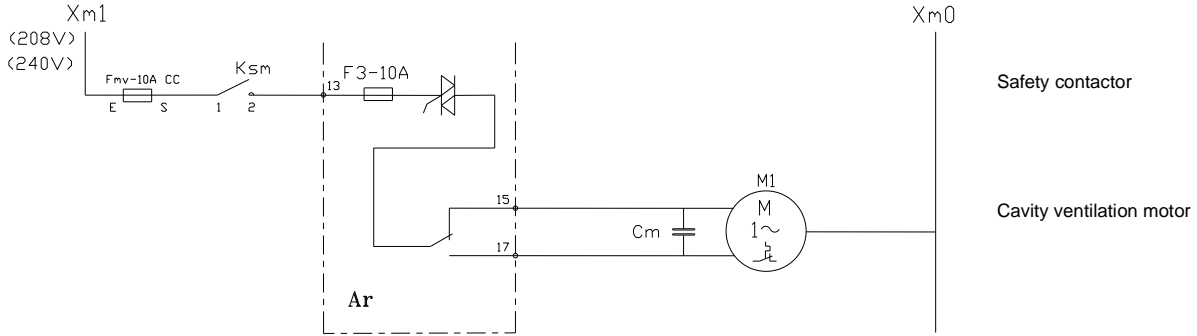 Xm1
Xm0
(208V)
(240V)
Fmv-10A CC
Ksm
13
F3-10A
Safety contactor
E
S
1
2
M1
15
M
Cavity ventilation motor
Cm
1~
17
Ar